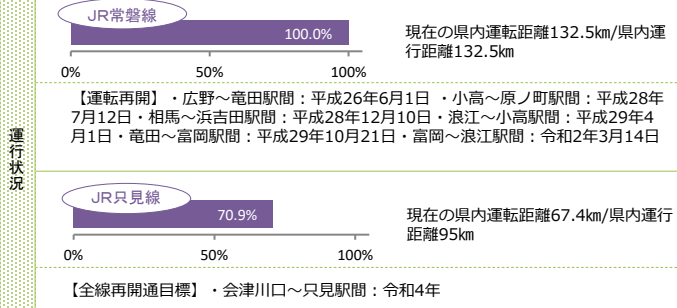 運行状況
JR常磐線
100.0%
0% 50% 100%
現在の県内運転距離132.5㎞/県内運
行距離132.5㎞
【運転再開】・広野～竜田駅間：平成26年6月1日 ・小高～原ノ町駅間：平成28年
7月12日・相馬～浜吉田駅間：平成28年12月10日・浪江～小高駅間：平成29年4
月1日・竜田～富岡駅間：平成29年10月21日・富岡～浪江駅間：令和2年3月14日
JR只見線
70.9%
0% 50% 100%
現在の県内運転距離67.4㎞/県内運行
距離95㎞
【全線再開通目標】・会津川口～只見駅間：令和4年